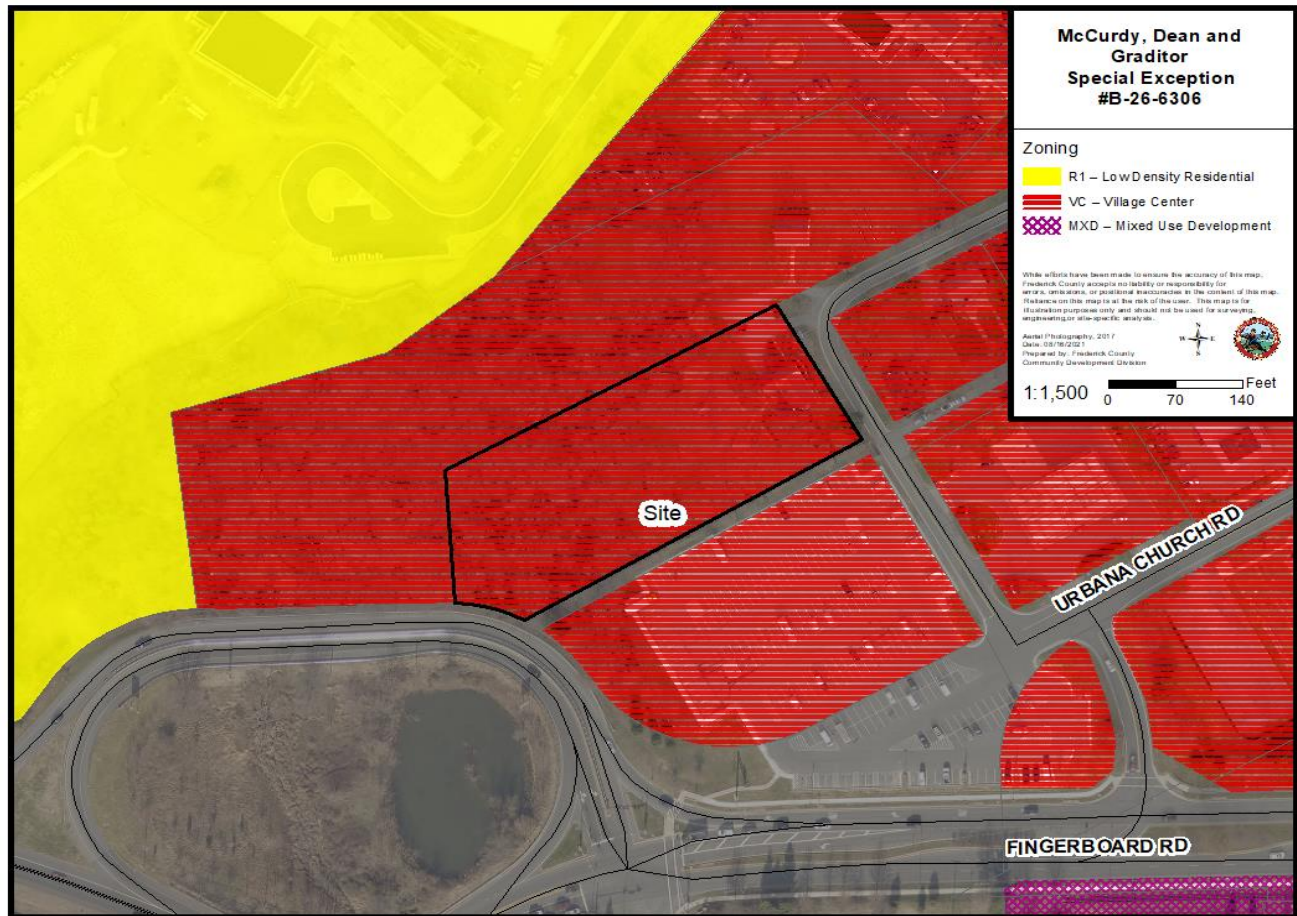 McCurdy, Dean and
Graditor
Special Exception
#B-26-6306
Zoning
R1 – Low Density Residential
VC – Village Center
MXD – Mixed Use Development
While efforts have been made to ensure the accuracy of this map,
Frederick County accepts no liability or responsibility for
errors, omissions, or positional inaccuracies in the content of this map.
Reliance on this map is at the risk of the user. This map is for
illustration purposes only and should not be used for surveying,
engineering, or site-specific analysis.
Aerial Photography, 2017
Date: 08/16/2021
Prepared by: Frederick County
Community Development Division
N
W E
S
1:1,500
Feet
0 70 140
Site
URBANA CHURCH RD
FINGERBOARD RD